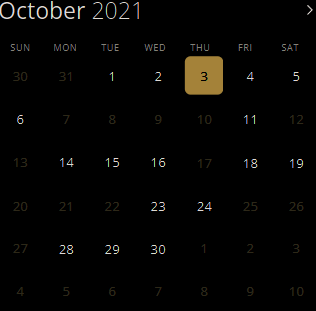 October 2021
SUN MON TUE WED THU FRI SAT
30 31 1 2 3 4 5
6 7 8 9 10 11 12
13 14 15 16 17 18 19
20 21 22 23 24 25 26
27 28 29 30 1 2 3
4 5 6 7 8 9 10